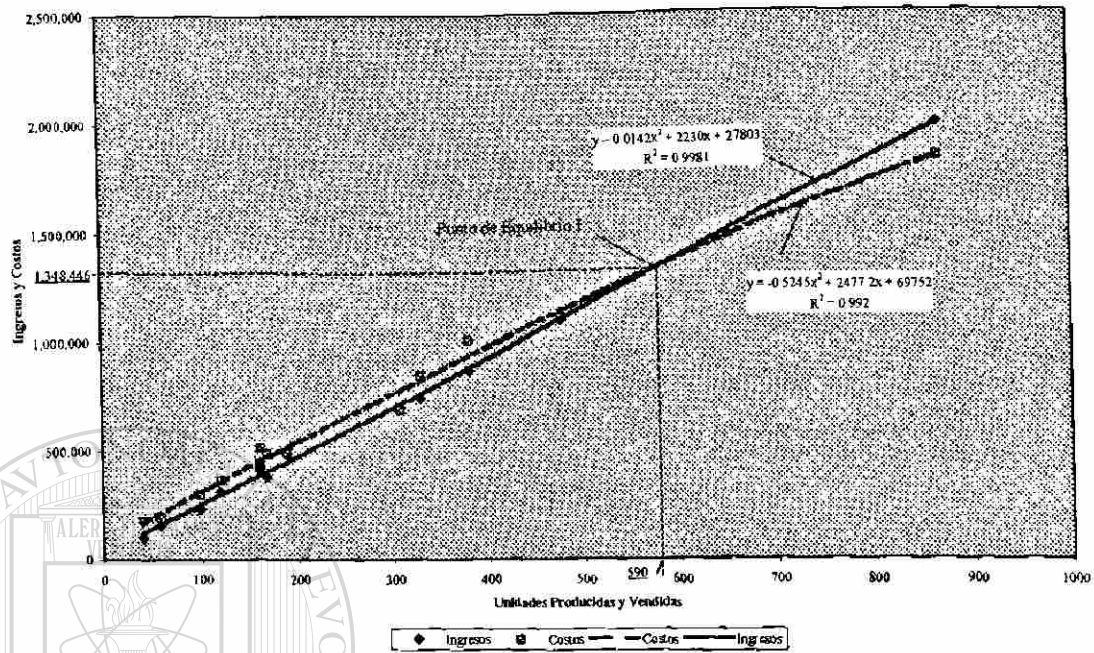 2,500,000
2,000,000
y = 0.0142x² + 2230x + 27803
R² = 0.9981
Punto de Equilibrio I
1,500,000
1,348,446
y = -0.5245x² + 2477.2x + 69752
R² = 0.992
Ingresos y Costos
1,000,000
500,000
0
0 100 200 300 400 500 590 600 700 800 900 1000
Unidades Producidas y Vendidas
Ingresos Costos Costos Ingresos